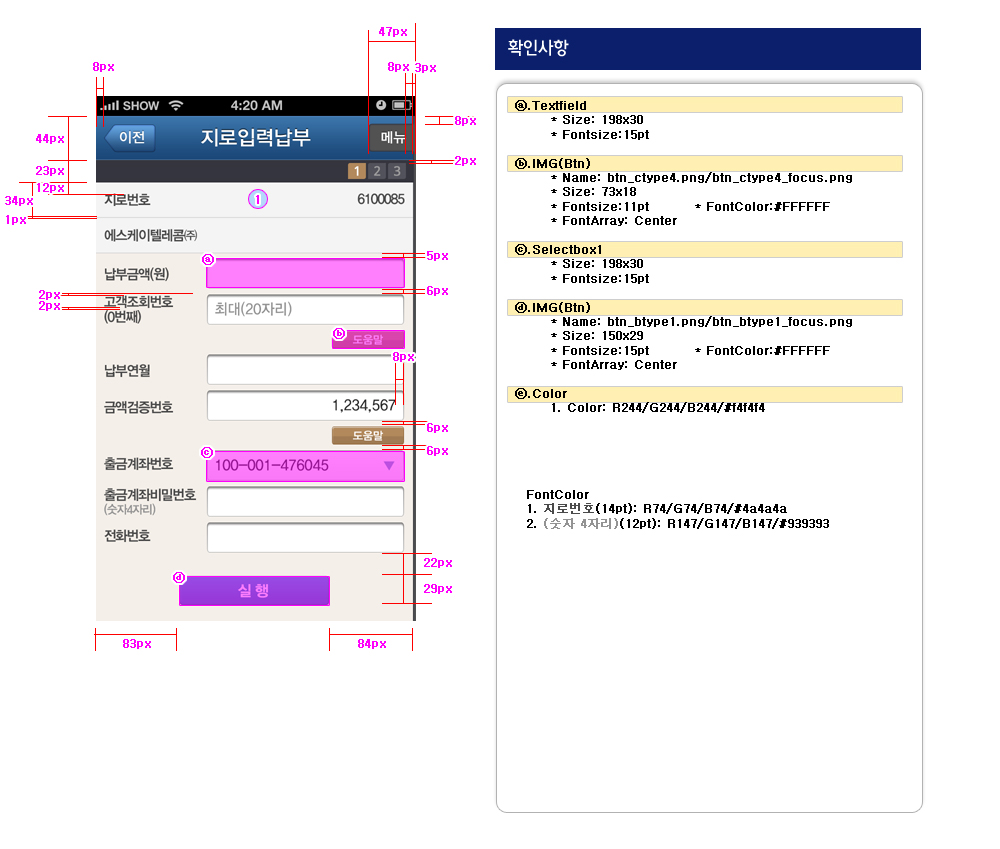 47px
8px
8px
3px
SHOW
4:20 AM
이전
지로입력납부
메뉴
44px
8px
23px
2px
1
2
3
12px
34px
1px
지로번호
1
6100085
에스케이텔레콤㈜
5px
ⓐ
납부금액(원)
6px
2px
2px
고객조회번호
(0번째)
최대(20자리)
ⓑ
도움말
8px
납부연월
금액검증번호
1,234,567
6px
도움말
6px
ⓒ
출금계좌번호
100-001-476045
출금계좌비밀번호
(숫자4자리)
전화번호
22px
ⓓ
실행
29px
83px
84px
확인사항
ⓐ.Textfield
* Size: 198x30
* Fontsize:15pt
ⓑ.IMG(Btn)
* Name: btn_ctype4.png/btn_ctype4_focus.png
* Size: 73x18
* Fontsize:11pt * FontColor:#FFFFFF
* FontArray: Center
ⓒ.Selectbox1
* Size: 198x30
* Fontsize:15pt
ⓓ.IMG(Btn)
* Name: btn_btype1.png/btn_btype1_focus.png
* Size: 150x29
* Fontsize:15pt * FontColor:#FFFFFF
* FontArray: Center
ⓔ.Color
1. Color: R244/G244/B244/#f4f4f4
FontColor
1. 지로번호(14pt): R74/G74/B74/#4a4a4a
2. (숫자 4자리)(12pt): R147/G147/B147/#939393